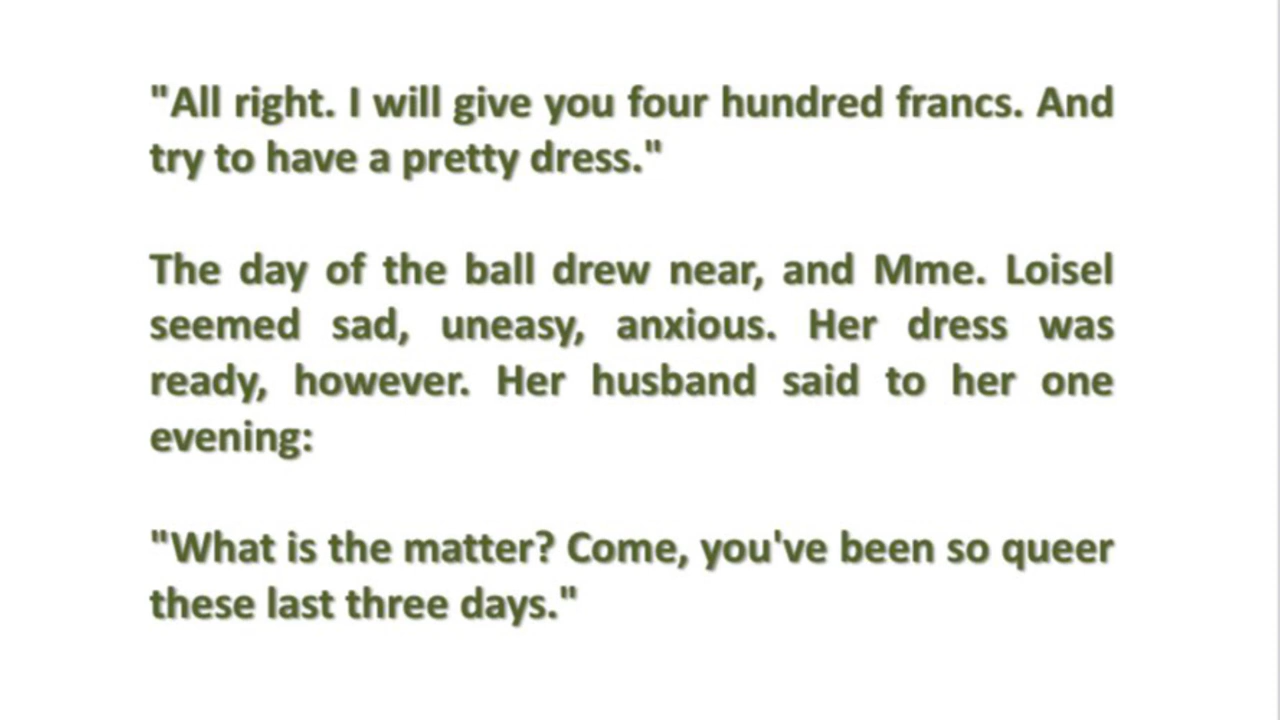 "All right. I will give you four hundred francs. And
try to have a pretty dress."
The day of the ball drew near, and Mme. Loisel
seemed sad, uneasy, anxious. Her dress was
ready, however. Her husband said to her one
evening:
"What is the matter? Come, you've been so queer
these last three days."